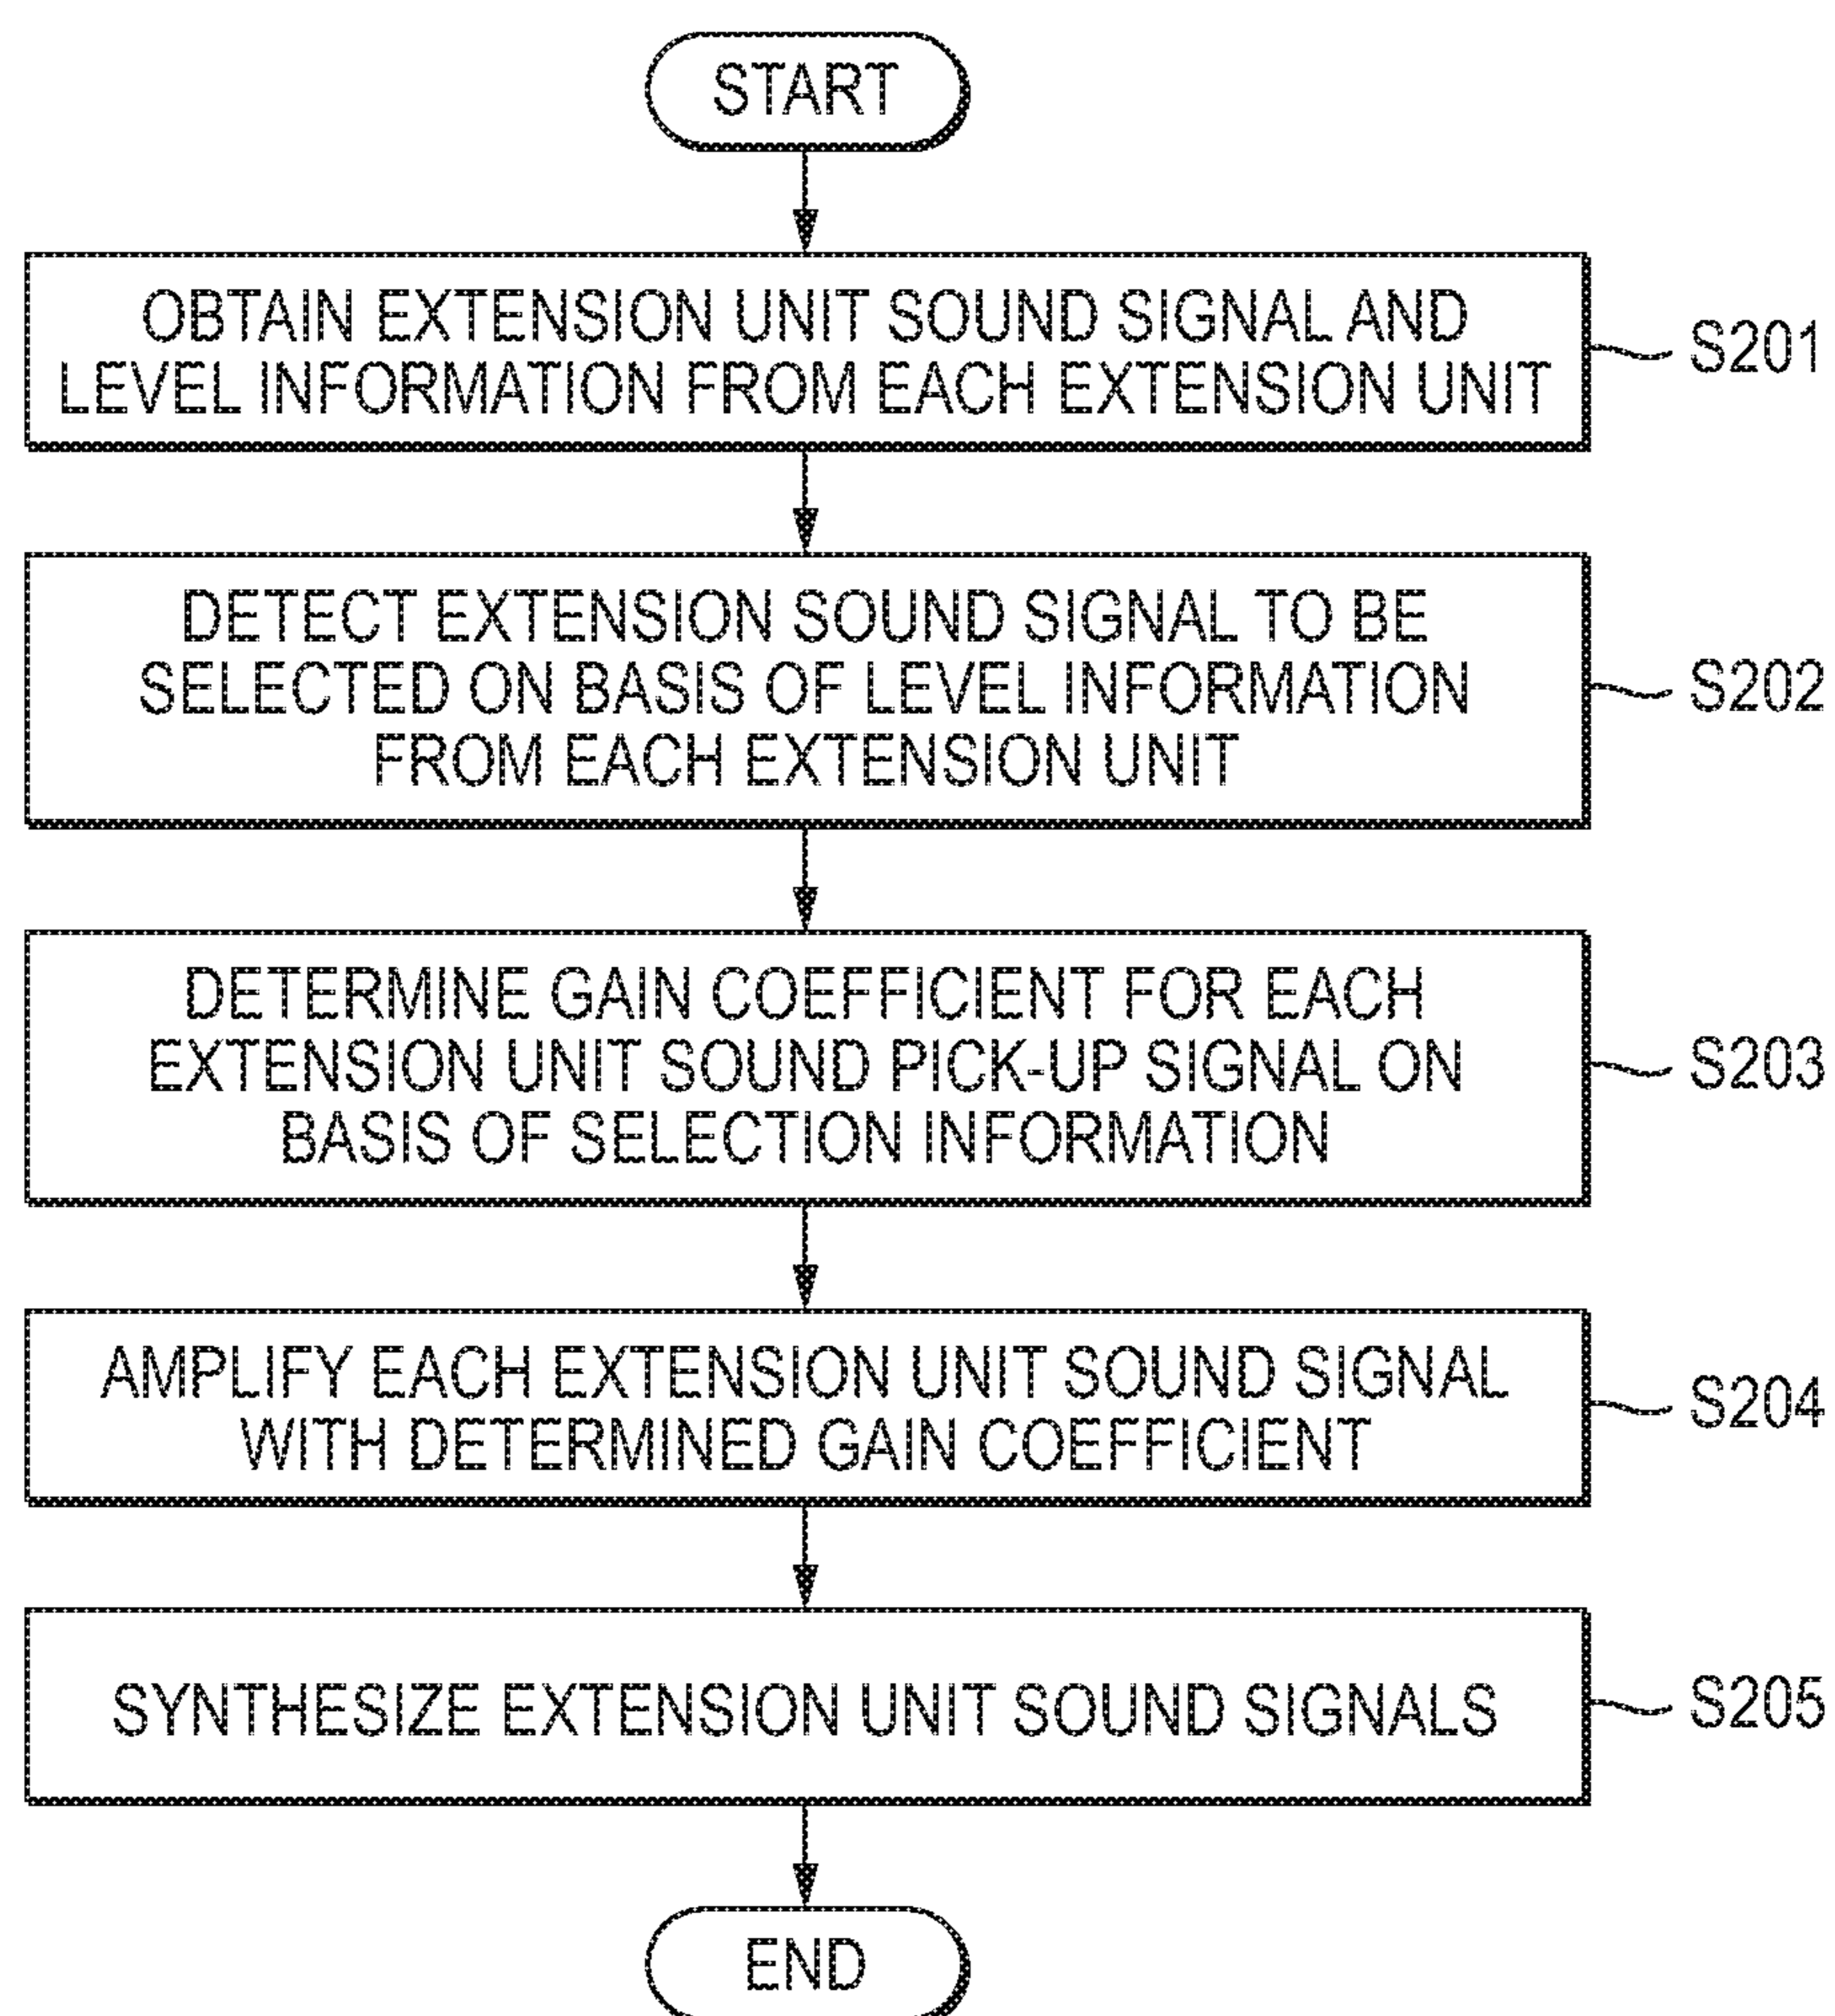 START
OBTAIN EXTENSION UNIT SOUND SIGNAL AND
LEVEL INFORMATION FROM EACH EXTENSION UNIT
S201
DETECT EXTENSION SOUND SIGNAL TO BE
SELECTED ON BASIS OF LEVEL INFORMATION
FROM EACH EXTENSION UNIT
S202
DETERMINE GAIN COEFFICIENT FOR EACH
EXTENSION UNIT SOUND PICK-UP SIGNAL ON
BASIS OF SELECTION INFORMATION
S203
AMPLIFY EACH EXTENSION UNIT SOUND SIGNAL
WITH DETERMINED GAIN COEFFICIENT
S204
SYNTHESIZE EXTENSION UNIT SOUND SIGNALS
S205
END